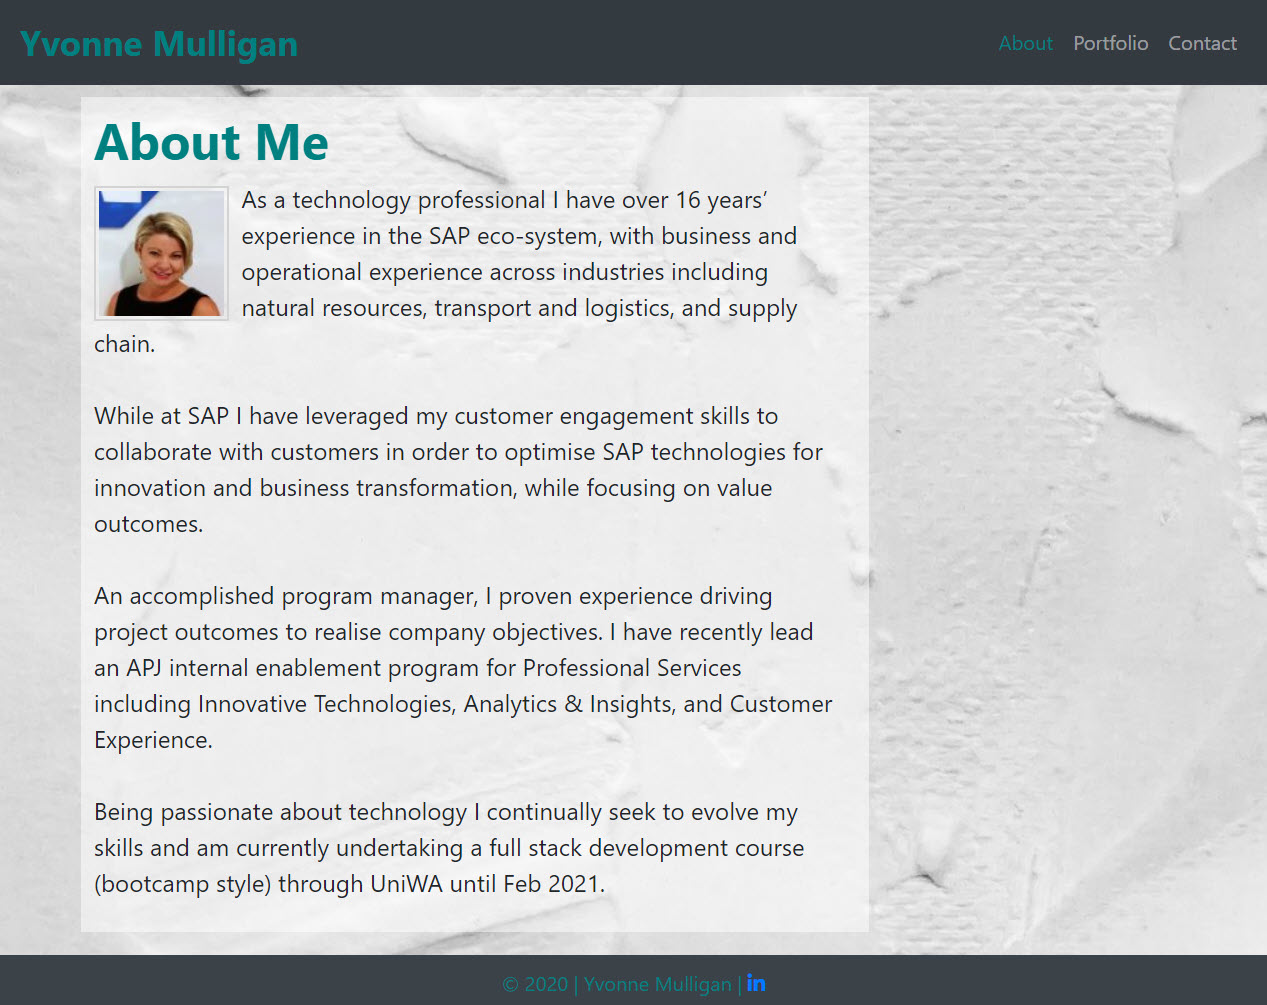 Yvonne Mulligan
About Portfolio Contact
About Me
As a technology professional I have over 16 years’
experience in the SAP eco-system, with business and
operational experience across industries including
natural resources, transport and logistics, and supply
chain.
While at SAP I have leveraged my customer engagement skills to
collaborate with customers in order to optimise SAP technologies for
innovation and business transformation, while focusing on value
outcomes.
An accomplished program manager, I proven experience driving
project outcomes to realise company objectives. I have recently lead
an APJ internal enablement program for Professional Services
including Innovative Technologies, Analytics & Insights, and Customer
Experience.
Being passionate about technology I continually seek to evolve my
skills and am currently undertaking a full stack development course
(bootcamp style) through UniWA until Feb 2021.
© 2020 | Yvonne Mulligan | in